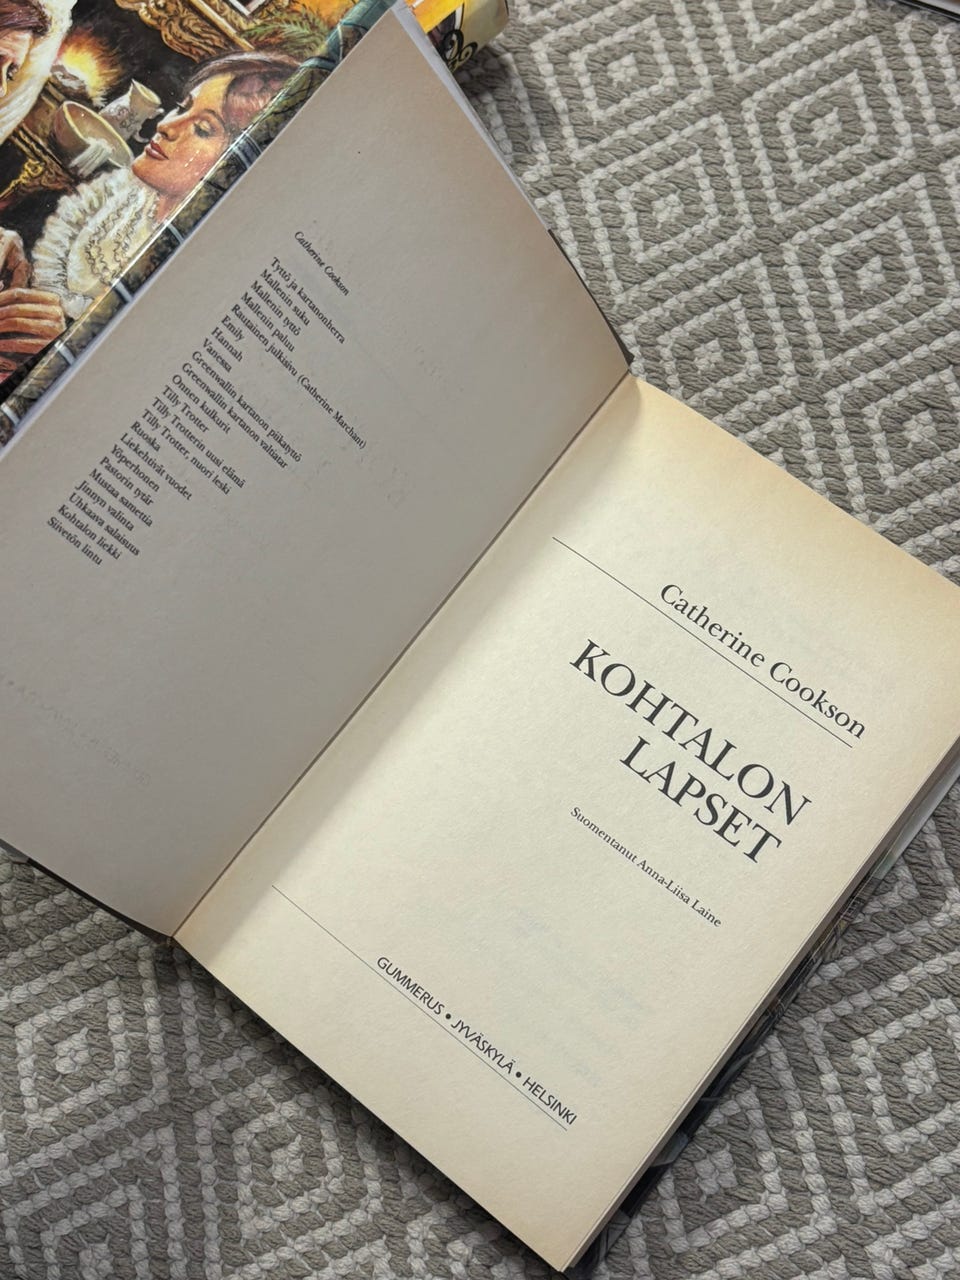 Catherine Cookson
Tyttö ja kartanonherra
Mallenin suku
Mallenin tyttö
Mallenin paluu
Rautainen julkisivu (Catherine Marchant)
Emily
Hannah
Vanessa
Greenwallin kartanon piikatyttö
Greenwallin kartanon valtiatar
Onnen kulkurit
Tilly Trotter
Tilly Trotterin uusi elämä
Tilly Trotter, nuori leski
Ruoska
Liekehtivät vuodet
Yöperhonen
Pastorin tytär
Mustaa samettia
Jinnyn valinta
Uhkaava salaisuus
Kohtalon liekki
Siivetön lintu
Catherine Cookson
KOHTALON
LAPSET
Suomentanut Anna-Liisa Laine
GUMMERUS • JYVÄSKYLÄ • HELSINKI